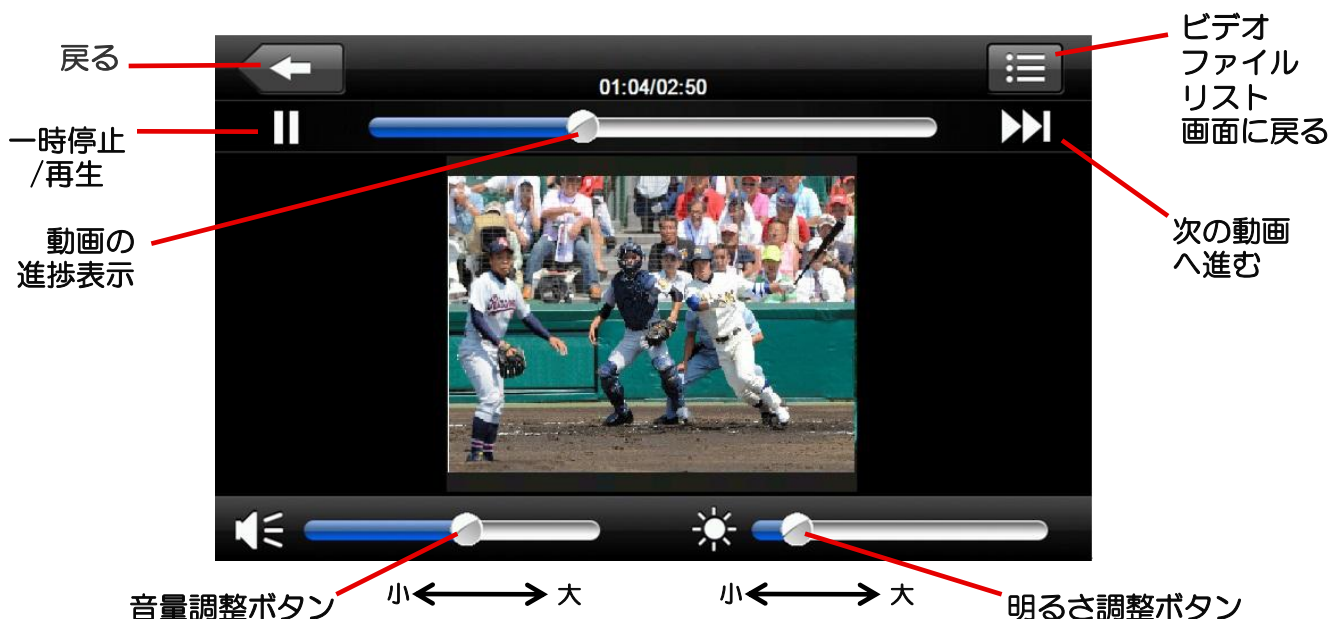 戻る
ビデオ
ファイル
リスト
画面に戻る
01:04/02:50
一時停止
/再生
動画の
進捗表示
次の動画
へ進む
音量調整ボタン
小
大
小
大
明るさ調整ボタン